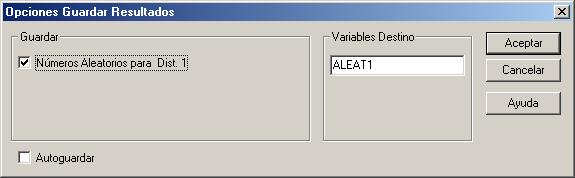 Opciones Guardar Resultados
Guardar
Números Aleatorios para Dist. 1
Variables Destino
ALEAT1
Aceptar
Cancelar
Ayuda
Autoguardar